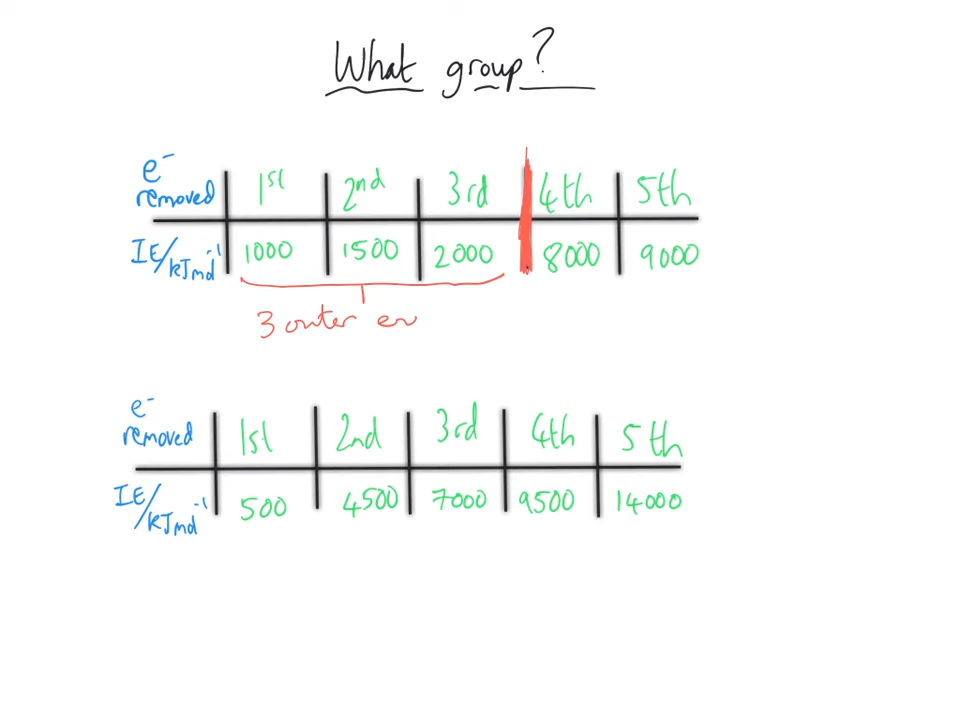 What group?
e⁻ removed 1st 2nd 3rd 4th 5th
IE/kJmol⁻¹ 1000 1500 2000 8000 9000
3 outer en
e⁻ removed 1st 2nd 3rd 4th 5th
IE/kJmol⁻¹ 500 4500 7000 9500 14000